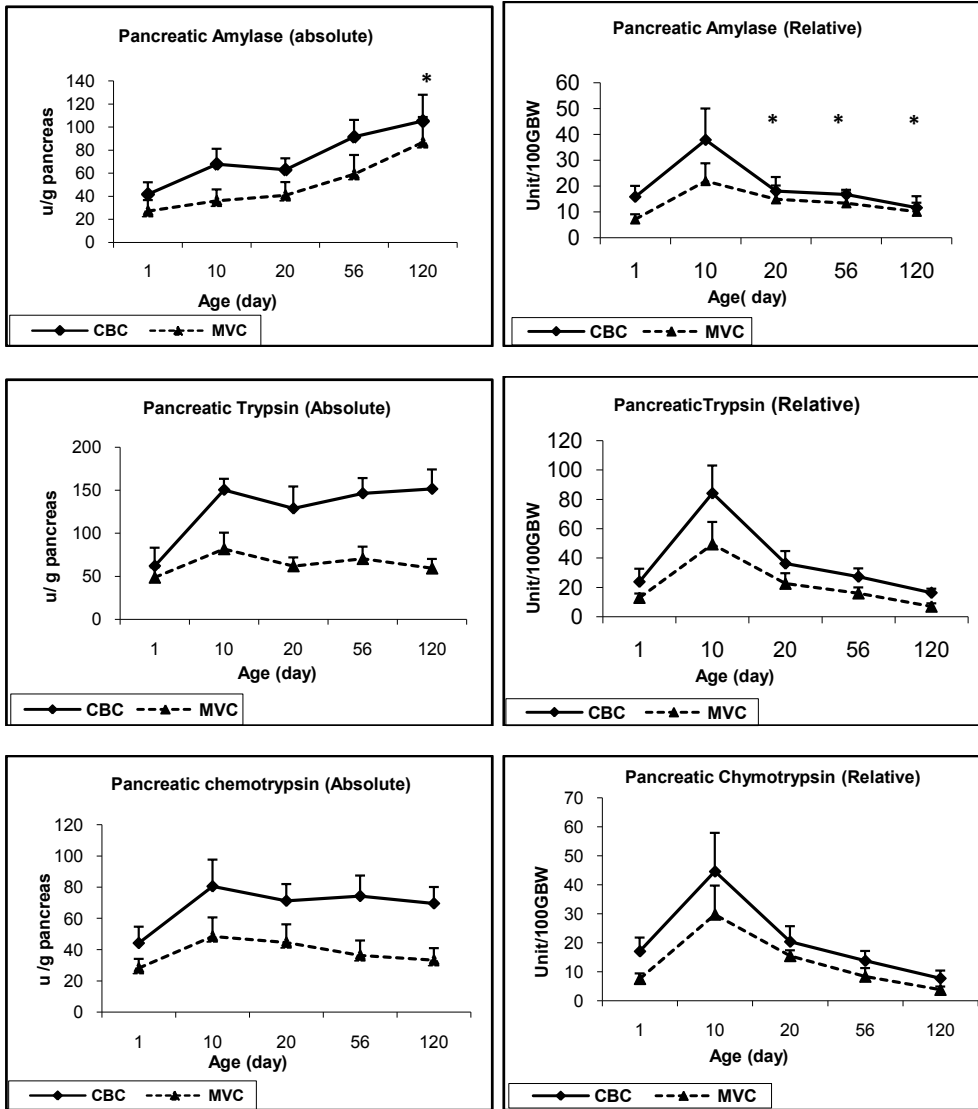 Pancreatic Amylase (absolute)
*
u/g pancreas
140
120
100
80
60
40
20
0
1 10 20 56 120
Age (day)
CBC MVC
Pancreatic Amylase (Relative)
* * *
Unit/100GBW
60
50
40
30
20
10
0
1 10 20 56 120
Age( day)
CBC MVC
Pancreatic Trypsin (Absolute)
u/ g pancreas
200
150
100
50
0
1 10 20 56 120
Age (day)
CBC MVC
PancreaticTrypsin (Relative)
Unit/100GBW
120
100
80
60
40
20
0
1 10 20 56 120
Age (day)
CBC MVC
Pancreatic chemotrypsin (Absolute)
u /g pancreas
120
100
80
60
40
20
0
1 10 20 56 120
Age (day)
CBC MVC
Pancreatic Chymotrypsin (Relative)
Unit/100GBW
70
60
50
40
30
20
10
0
1 10 20 56 120
Age (day)
CBC MVC